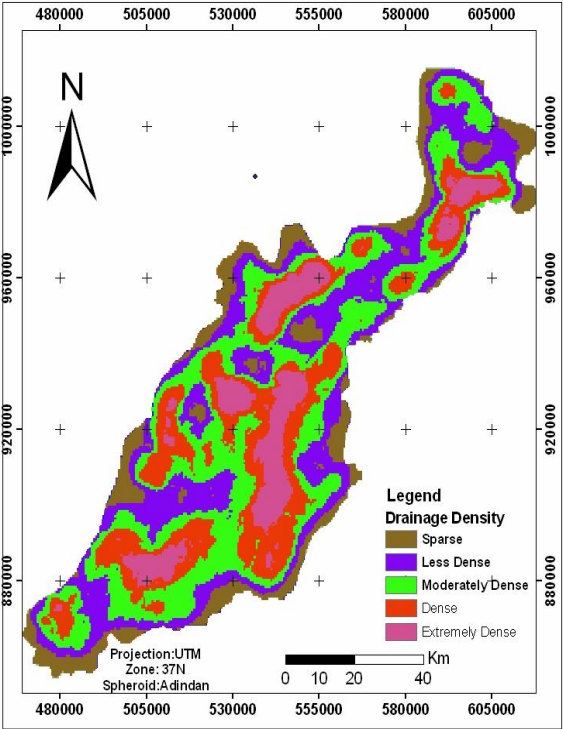 480000 505000 530000 555000 580000 605000
N
1000000
1000000
960000
960000
920000
920000
880000
880000
Legend
Drainage Density
Sparse
Less Dense
Moderately Dense
Dense
Extremely Dense
Projection:UTM
Zone: 37N
Spheroid:Adindan
Km
0 10 20 40
480000 505000 530000 555000 580000 605000